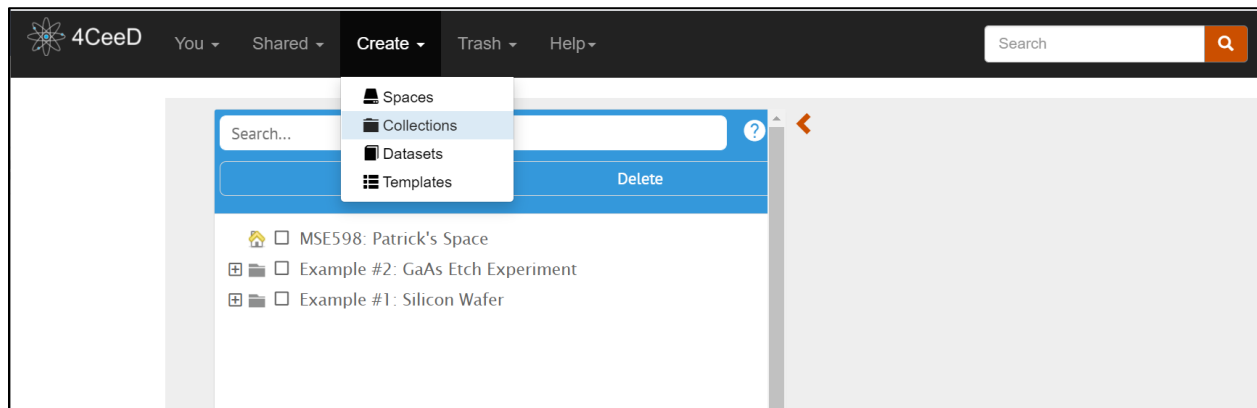 4CeeD You Shared Create Trash Help Search
Spaces
Search... Collections ?
Datasets
Templates Delete
MSE598: Patrick's Space
Example #2: GaAs Etch Experiment
Example #1: Silicon Wafer